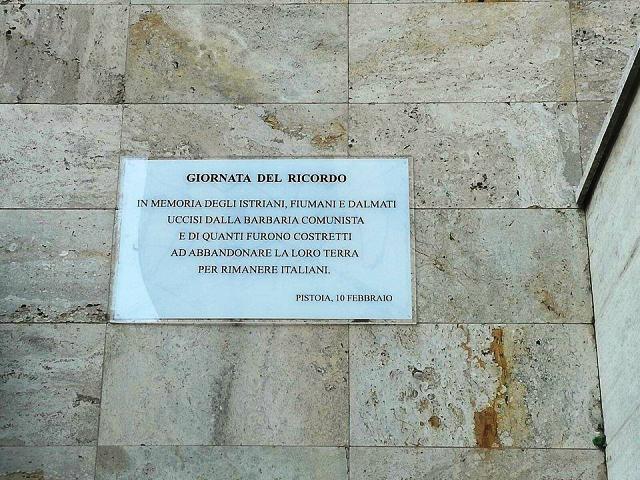 GIORNATA DEL RICORDO
IN MEMORIA DEGLI ISTRIANI, FIUMANI E DALMATI
UCCISI DALLA BARBARIA COMUNISTA
E DI QUANTI FURONO COSTRETTI
AD ABBANDONARE LA LORO TERRA
PER RIMANERE ITALIANI.
PISTOIA, 10 FEBBRAIO